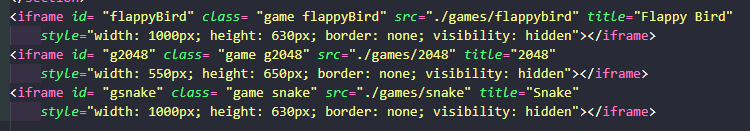 </section>
<iframe id= "flappyBird" class= "game flappyBird" src="./games/flappybird" title="Flappy Bird"
style="width: 1000px; height: 630px; border: none; visibility: hidden"></iframe>
<iframe id= "g2048" class= "game g2048" src="./games/2048" title="2048"
style="width: 550px; height: 650px; border: none; visibility: hidden"></iframe>
<iframe id= "gsnake" class= "game snake" src="./games/snake" title="Snake"
style="width: 1000px; height: 630px; border: none; visibility: hidden"></iframe>